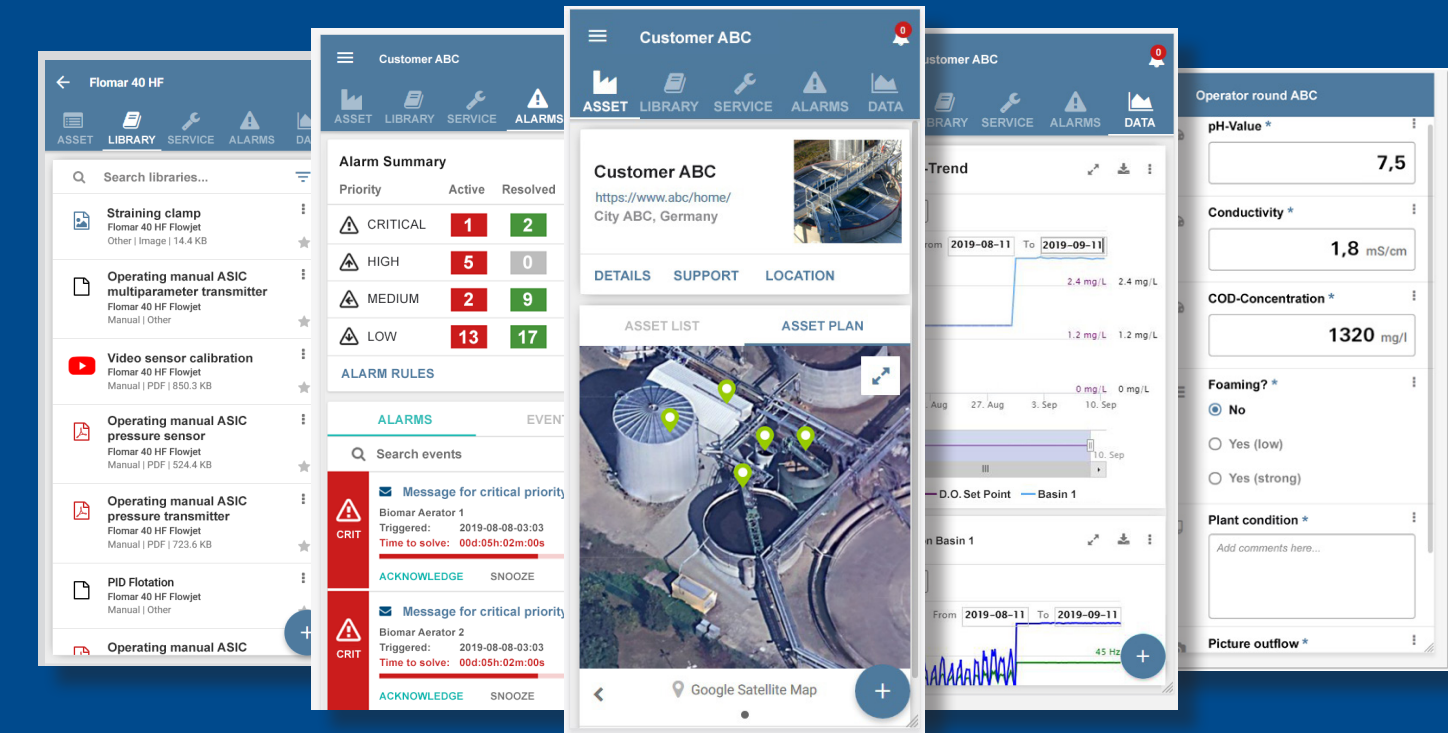 Flomar 40 HF
ASSET LIBRARY SERVICE ALARMS
Search libraries...
Straining clamp
Flomar 40 HF Flowjet
Other | Image | 14.4 KB
Operating manual ASIC
multiparameter transmitter
Flomar 40 HF Flowjet
Manual | Other
Video sensor calibration
Flomar 40 HF Flowjet
Manual | PDF | 850.3 KB
Operating manual ASIC
pressure sensor
Flomar 40 HF Flowjet
Manual | PDF | 524.4 KB
Operating manual ASIC
pressure transmitter
Flomar 40 HF Flowjet
Manual | PDF | 723.6 KB
PID Flotation
Flomar 40 HF Flowjet
Manual | Other
Operating manual ASIC
Customer ABC
ASSET LIBRARY SERVICE ALARMS
Alarm Summary
Priority Active Resolved
CRITICAL 1 2
HIGH 5 0
MEDIUM 2 9
LOW 13 17
ALARM RULES
ALARMS EVENT
Search events
Message for critical priority
CRIT
Biomar Aerator 1
Triggered: 2019-08-08-03:03
Time to solve: 00d:05h:02m:00s
ACKNOWLEDGE SNOOZE
Message for critical priority
CRIT
Biomar Aerator 2
Triggered: 2019-08-08-03:03
Time to solve: 00d:05h:02m:00s
ACKNOWLEDGE SNOOZE
Customer ABC 0
ASSET LIBRARY SERVICE ALARMS DATA
Customer ABC
https://www.abc/home/
City ABC, Germany
DETAILS SUPPORT LOCATION
ASSET LIST ASSET PLAN
Google Satellite Map
+
ustomer ABC 0
BRARY SERVICE ALARMS DATA
-Trend
rom 2019-08-11 To 2019-09-11
2.4 mg/L 2.4 mg/L
1.2 mg/L 1.2 mg/L
0 mg/L 0 mg/L
. Aug 27. Aug 3. Sep 10. Sep
10. Sep
D.O. Set Point Basin 1
n Basin 1
From 2019-08-11 To 2019-09-11
45 Hz
+
Operator round ABC
pH-Value *
7,5
Conductivity *
1,8 mS/cm
COD-Concentration *
1320 mg/l
Foaming? *
No
Yes (low)
Yes (strong)
Plant condition *
Add comments here...
Picture outflow *